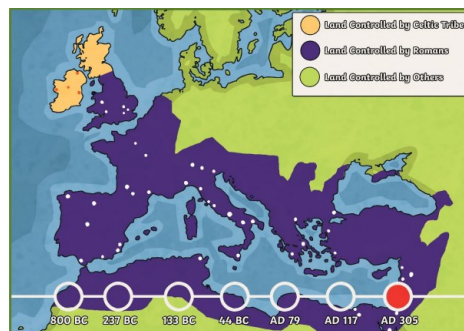 Land Controlled by Celtic Tribe
Land Controlled by Romans
Land Controlled by Others
800 BC 237 BC 133 BC 44 BC AD 79 AD 117 AD 305